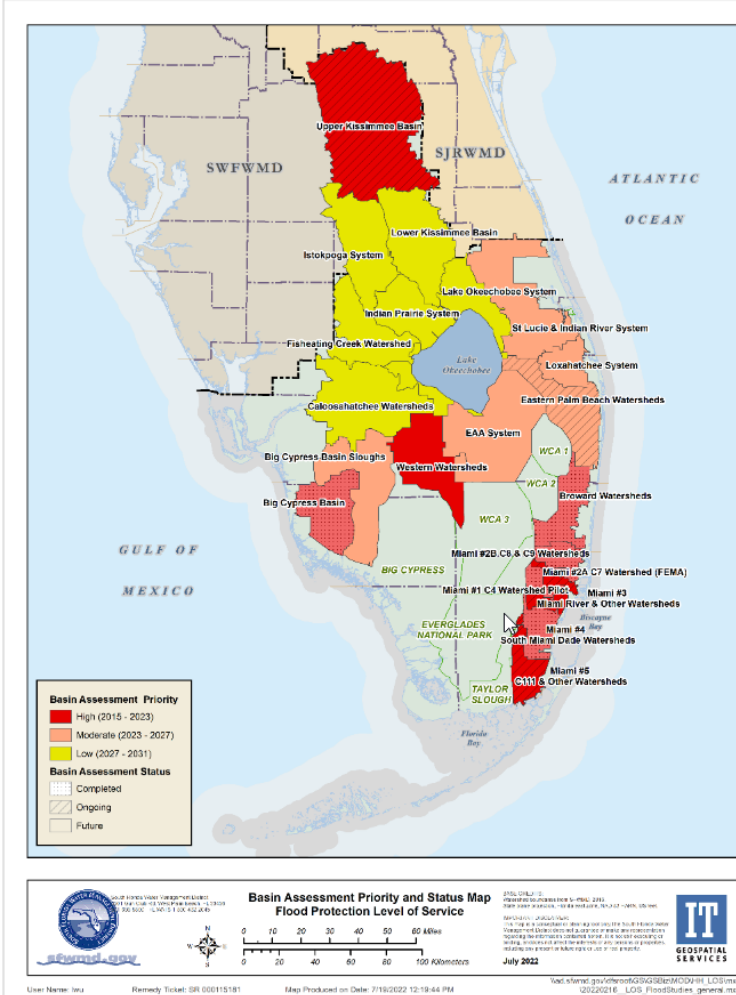 Upper Kissimmee Basin
SWFWMD
SJRWMD
ATLANTIC
OCEAN
Lower Kissimmee Basin
Istokpoga System
Lake Okeechobee System
Indian Prairie System
St Lucie & Indian River System
Fisheating Creek Watershed
Lake
Okeechobee
Loxahatchee System
Eastern Palm Beach Watersheds
Caloosahatchee Watersheds
EAA System
WCA 1
Big Cypress Basin Sloughs
Western Watersheds
WCA 2
Big Cypress Basin
Broward Watersheds
WCA 3
GULF OF
MEXICO
Miami #2B,C8 & C9 Watersheds
BIG CYPRESS
Miami #2A C7 Watershed (FEMA)
Miami #1 C4 Watershed Pilot
Miami #3
Miami River & Other Watersheds
Biscayne
Bay
EVERGLADES
NATIONAL PARK
Miami #4
South Miami Dade Watersheds
Miami #5
C111 & Other Watersheds
TAYLOR
SLOUGH
Florida
Bay
Basin Assessment Priority
High (2015 - 2023)
Moderate (2023 - 2027)
Low (2027 - 2031)
Basin Assessment Status
Completed
Ongoing
Future
sfwmd.gov
Basin Assessment Priority and Status Map
Flood Protection Level of Service
0 10 20 30 40 50 60 Miles
0 20 40 60 80 100 Kilometers
July 2022
IT
GEOSPATIAL
SERVICES
User Name: lwu
Remedy Ticket: SR 000115181
Map Produced on Date: 7/19/2022 12:19:44 PM